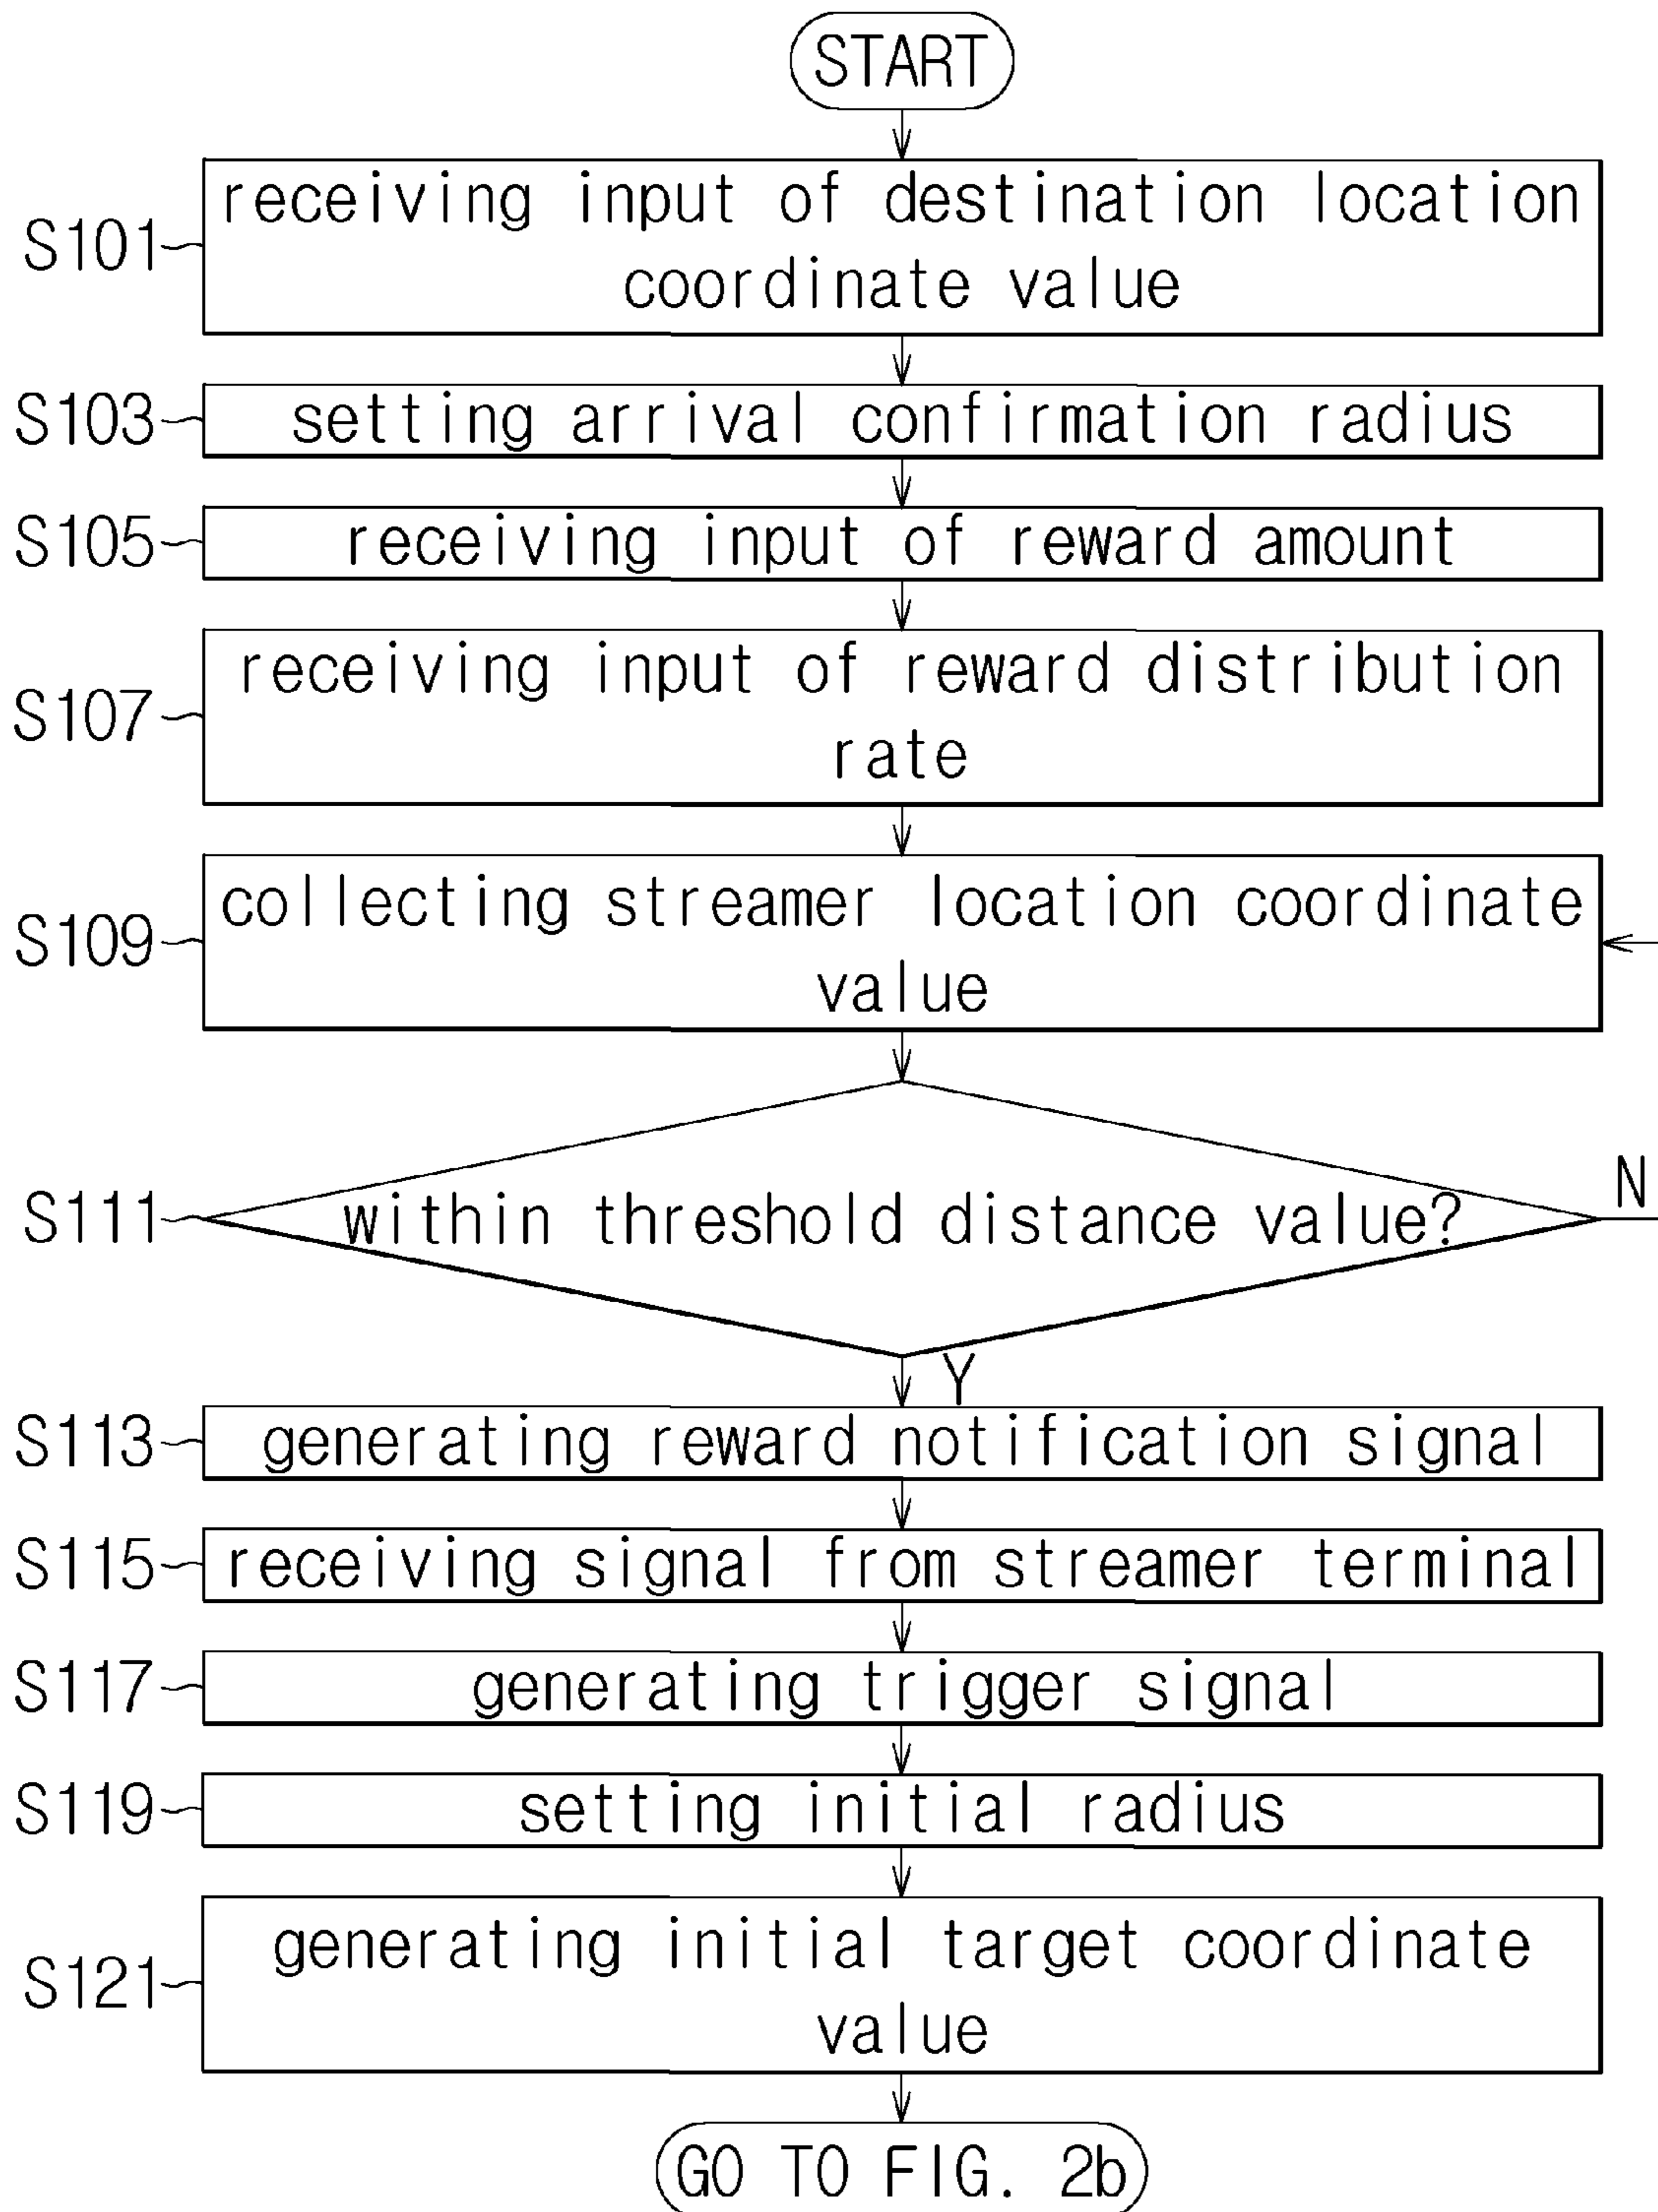 START
S101
receiving input of destination location
coordinate value
S103
setting arrival confirmation radius
S105
receiving input of reward amount
S107
receiving input of reward distribution
rate
S109
collecting streamer location coordinate
value
S111
within threshold distance value?
N
Y
S113
generating reward notification signal
S115
receiving signal from streamer terminal
S117
generating trigger signal
S119
setting initial radius
S121
generating initial target coordinate
value
GO TO FIG. 2b